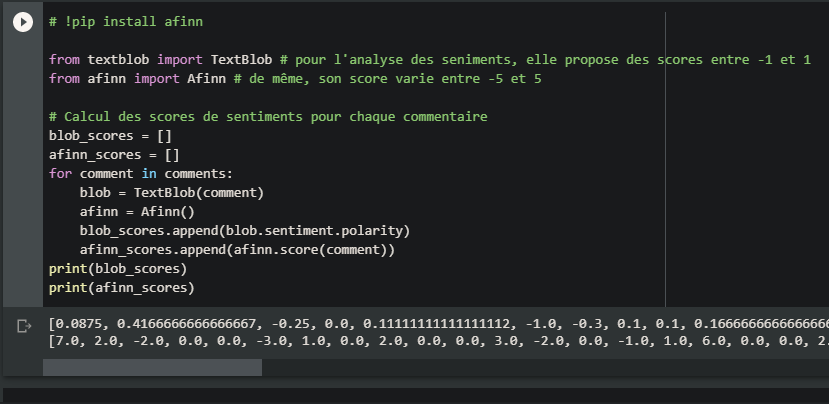 # !pip install afinn
from textblob import TextBlob # pour l'analyse des seniments, elle propose des scores entre -1 et 1
from afinn import Afinn # de même, son score varie entre -5 et 5
# Calcul des scores de sentiments pour chaque commentaire
blob_scores = []
afinn_scores = []
for comment in comments:
    blob = TextBlob(comment)
    afinn = Afinn()
    blob_scores.append(blob.sentiment.polarity)
    afinn_scores.append(afinn.score(comment))
print(blob_scores)
print(afinn_scores)
[0.0875, 0.4166666666666667, -0.25, 0.0, 0.11111111111111112, -1.0, -0.3, 0.1, 0.1, 0.1666666666666666
[7.0, 2.0, -2.0, 0.0, 0.0, -3.0, 1.0, 0.0, 2.0, 0.0, 0.0, 3.0, -2.0, 0.0, -1.0, 1.0, 6.0, 0.0, 0.0, 2.